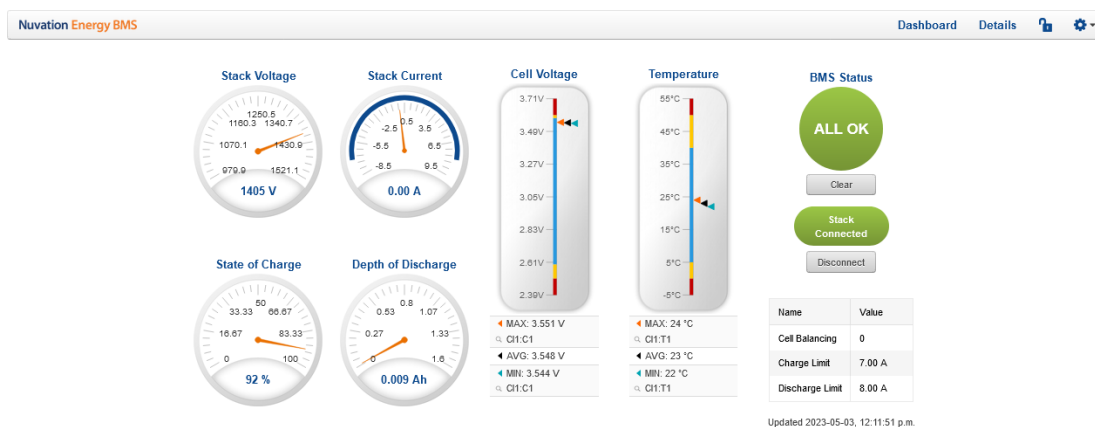 Nuvation Energy BMS
Dashboard Details
Stack Voltage
979.9
1070.1
1160.3
1250.5
1340.7
1430.9
1521.1
1405 V
Stack Current
-8.5
-5.5
-2.5
0.5
3.5
6.5
9.5
0.00 A
State of Charge
0
16.67
33.33
50
66.67
83.33
100
92 %
Depth of Discharge
0
0.27
0.53
0.8
1.07
1.33
1.6
0.009 Ah
Cell Voltage
3.71V
3.49V
3.27V
3.05V
2.83V
2.61V
2.39V
MAX: 3.551 V
CI1:C1
AVG: 3.548 V
MIN: 3.544 V
CI1:C1
Temperature
55°C
45°C
35°C
25°C
15°C
5°C
-5°C
MAX: 24 °C
CI1:T1
AVG: 23 °C
MIN: 22 °C
CI1:T1
BMS Status
ALL OK
Clear
Stack
Connected
Disconnect
Name Value
Cell Balancing 0
Charge Limit 7.00 A
Discharge Limit 8.00 A
Updated 2023-05-03, 12:11:51 p.m.